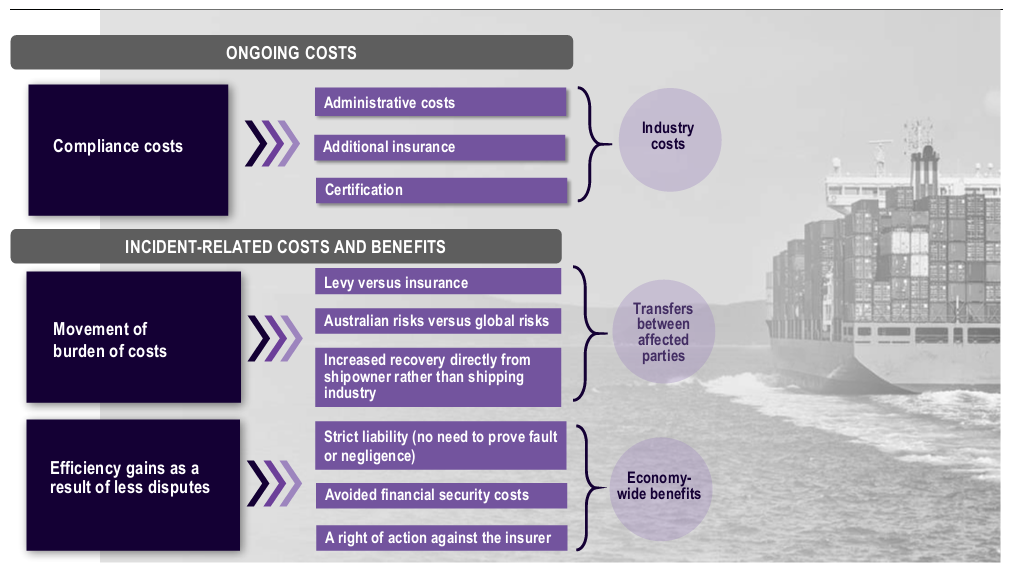 ONGOING COSTS
Compliance costs
Administrative costs
Additional insurance
Certification
Industry
costs
INCIDENT-RELATED COSTS AND BENEFITS
Movement of
burden of costs
Levy versus insurance
Australian risks versus global risks
Increased recovery directly from
shipowner rather than shipping
industry
Transfers
between
affected
parties
Efficiency gains as a
result of less disputes
Strict liability (no need to prove fault
or negligence)
Avoided financial security costs
A right of action against the insurer
Economy-
wide benefits